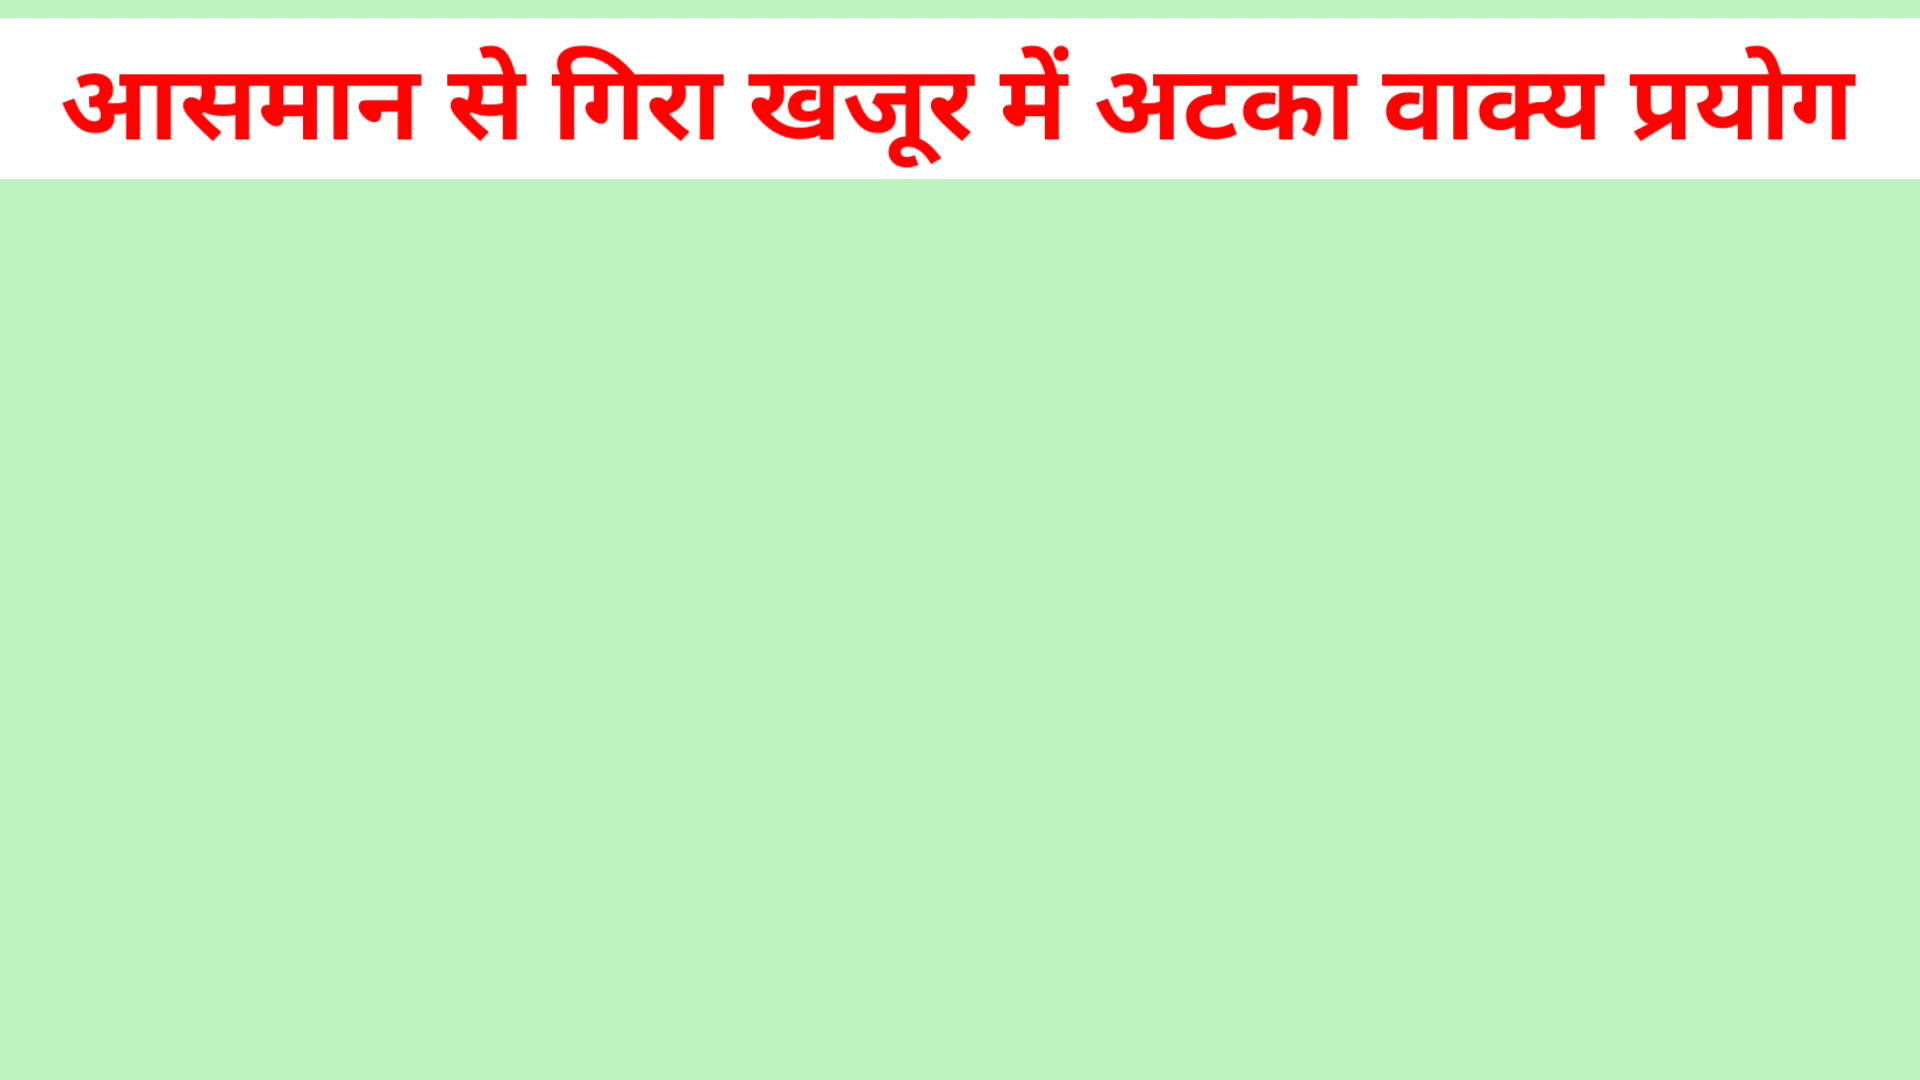 आसमान से गिरा खजूर में अटका वाक्य प्रयोग